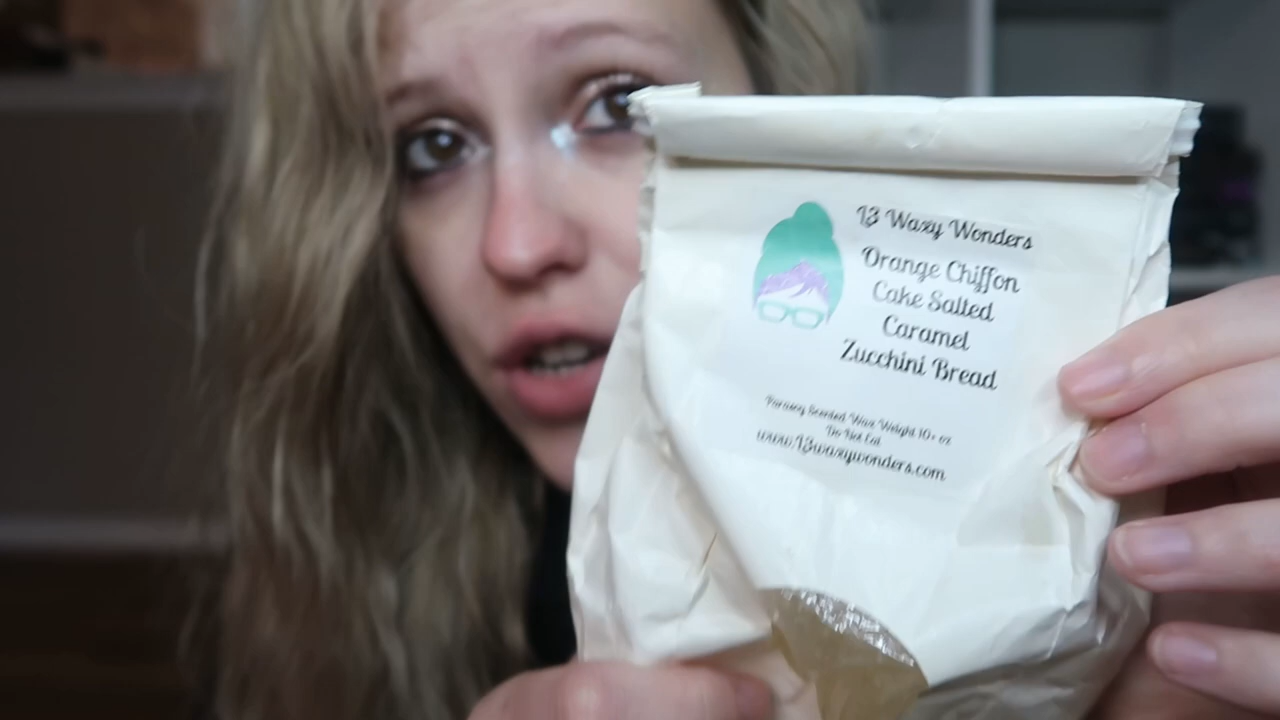 13 Waxy Wonders
Orange Chiffon
Cake Salted
Caramel
Zucchini Bread
Parasoy Scented Wax Weight 10+ oz
Do Not Eat
www.13waxywonders.com